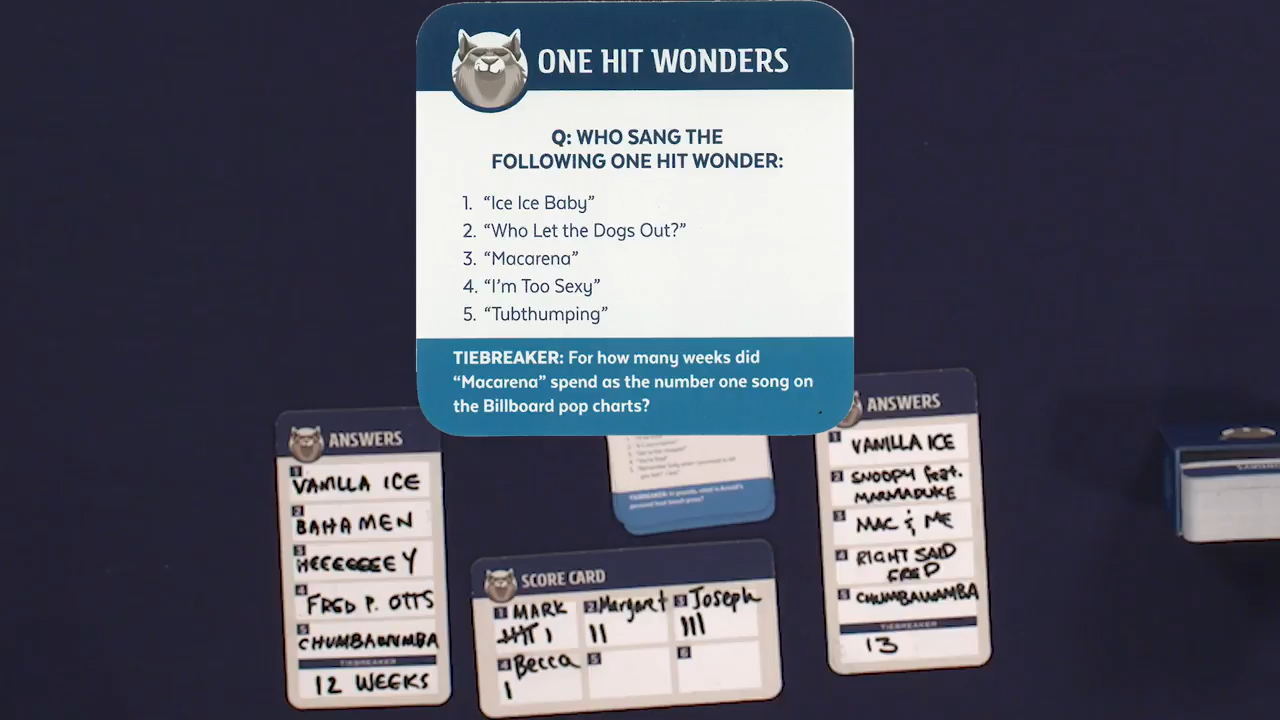 ONE HIT WONDERS
Q: WHO SANG THE
FOLLOWING ONE HIT WONDER:
1. “Ice Ice Baby”
2. “Who Let the Dogs Out?”
3. “Macarena”
4. “I'm Too Sexy”
5. “Tubthumping”
TIEBREAKER: For how many weeks did
“Macarena” spend as the number one song on
the Billboard pop charts?
ANSWERS
1 VANILLA ICE
2 BAHA MEN
3 HEEEEEEEY
4 FRED P. OTTS
5 CHUMBAWUMBA
TIEBREAKER
12 WEEKS
SCORE CARD
1 MARK
2 Margaret
3 Joseph
4 Becca
5
6
ANSWERS
1 VANILLA ICE
2 SNOOPY feat.
MARMADUKE
3 MAC & ME
4 RIGHT SAID
FRED
5 CHUMBAWAMBA
TIEBREAKER
13